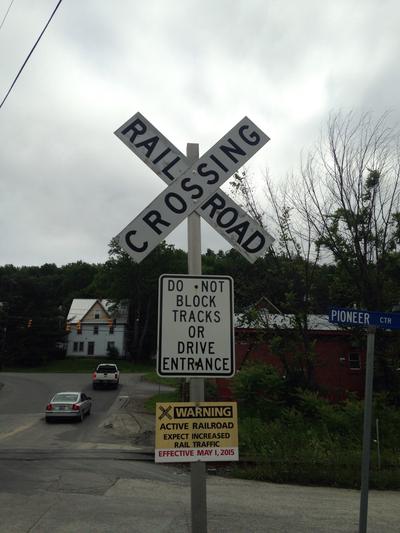 RAIL ROAD
CROSSING
DO NOT
BLOCK
TRACKS
OR
DRIVE
ENTRANCE
PIONEER CTR
WARNING
ACTIVE RAILROAD
EXPECT INCREASED
RAIL TRAFFIC
EFFECTIVE MAY 1, 2015